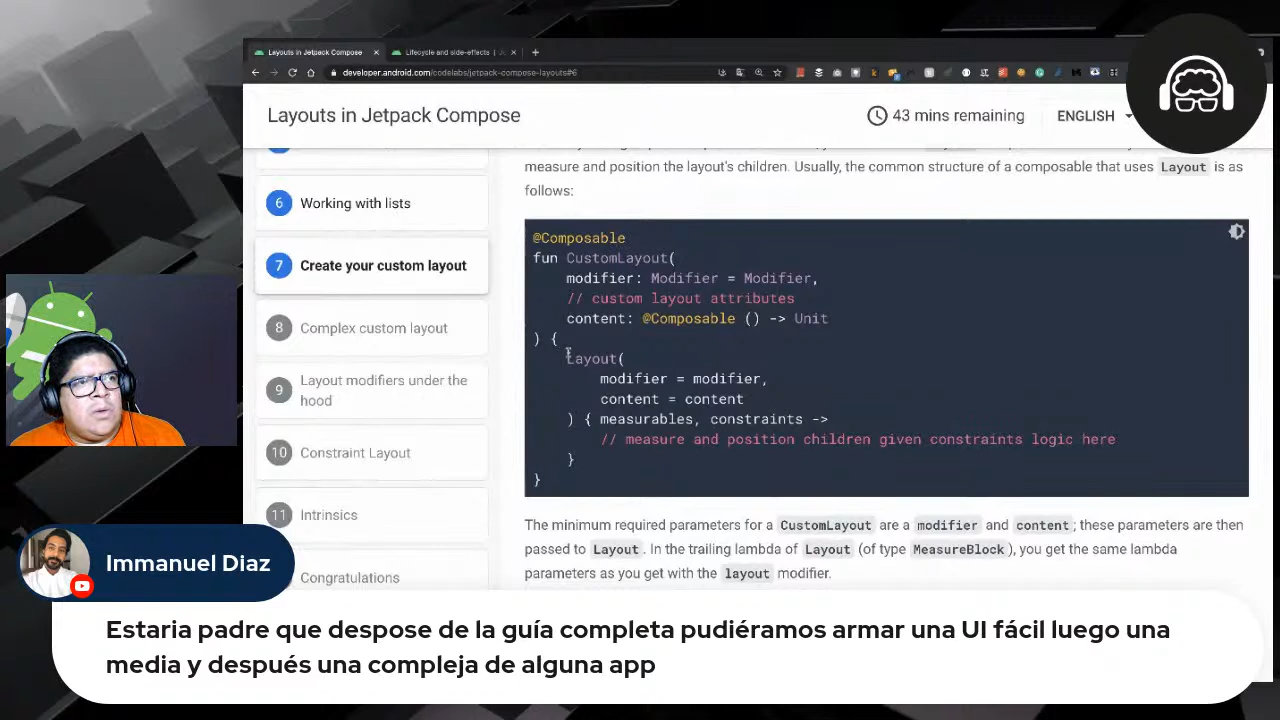 Layouts in Jetpack Compose
Lifecycle and side-effects
developer.android.com/codelabs/jetpack-compose-layouts#6
Layouts in Jetpack Compose
43 mins remaining
ENGLISH
6 Working with lists
7 Create your custom layout
8 Complex custom layout
9 Layout modifiers under the
hood
10 Constraint Layout
11 Intrinsics
Congratulations
measure and position the layout's children. Usually, the common structure of a composable that uses Layout is as
follows:
@Composable
fun CustomLayout(
modifier: Modifier = Modifier,
// custom layout attributes
content: @Composable () -> Unit
) {
Layout(
modifier = modifier,
content = content
) { measurables, constraints ->
// measure and position children given constraints logic here
}
}
The minimum required parameters for a CustomLayout are a modifier and content; these parameters are then
passed to Layout. In the trailing lambda of Layout (of type MeasureBlock), you get the same lambda
parameters as you get with the layout modifier.
Immanuel Diaz
Estaria padre que despose de la guía completa pudiéramos armar una UI fácil luego una
media y después una compleja de alguna app